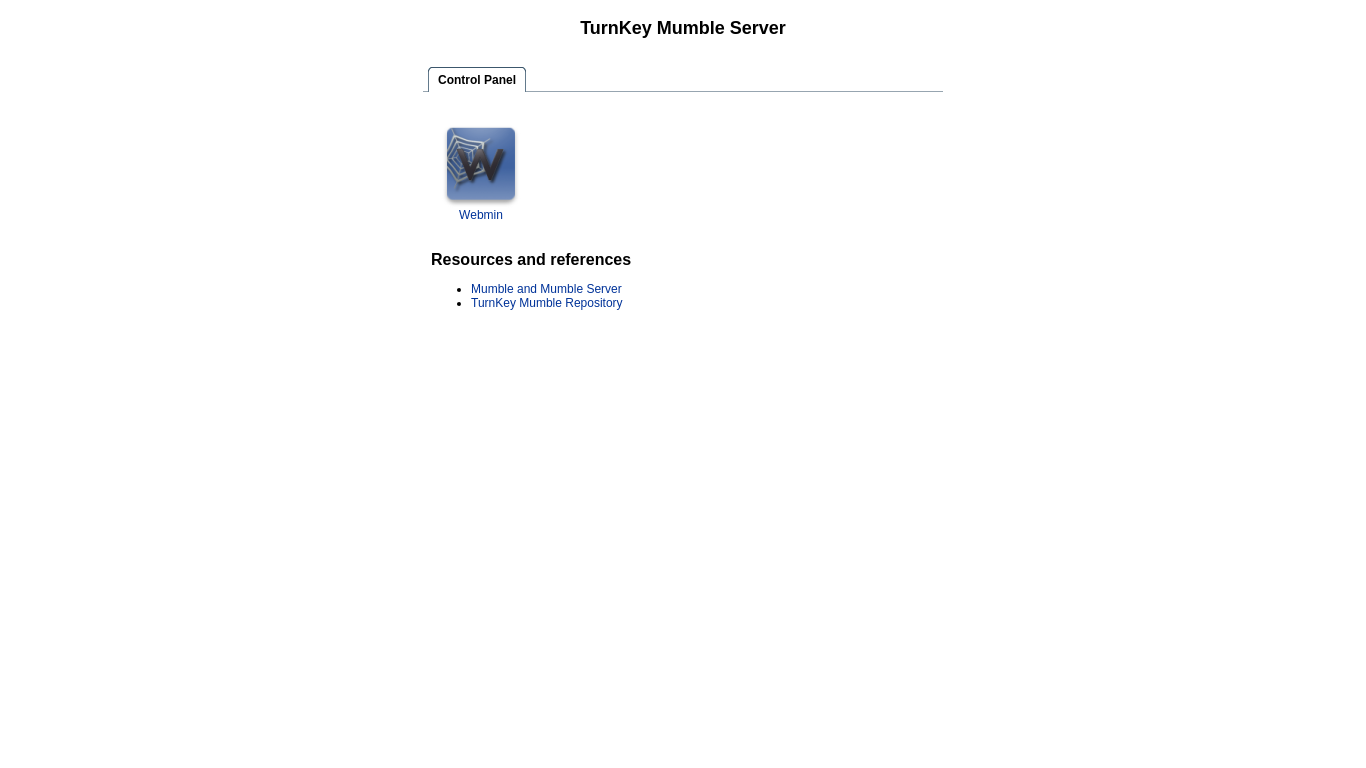 TurnKey Mumble Server
Control Panel
W
Webmin
Resources and references
Mumble and Mumble Server
TurnKey Mumble Repository